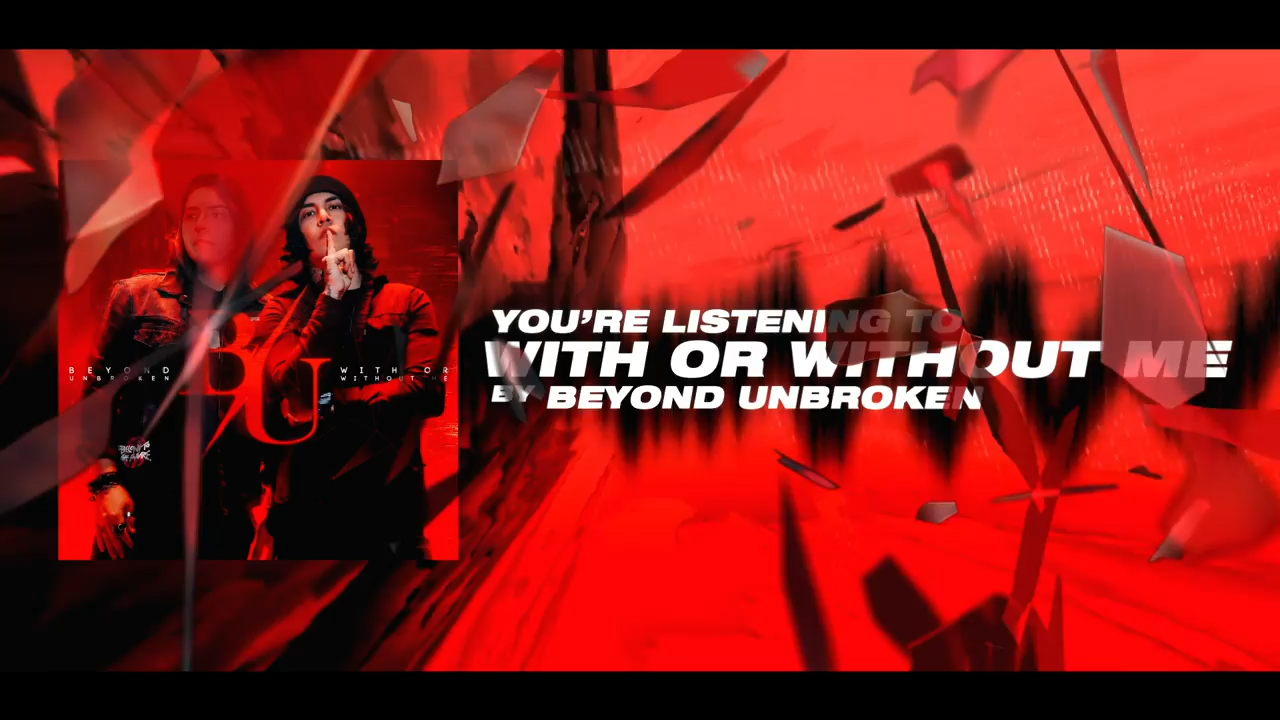 YOU'RE LISTENING TO
WITH OR WITHOUT ME
BY BEYOND UNBROKEN
BEYOND
UNBROKEN
BU
WITH OR
WITHOUT ME